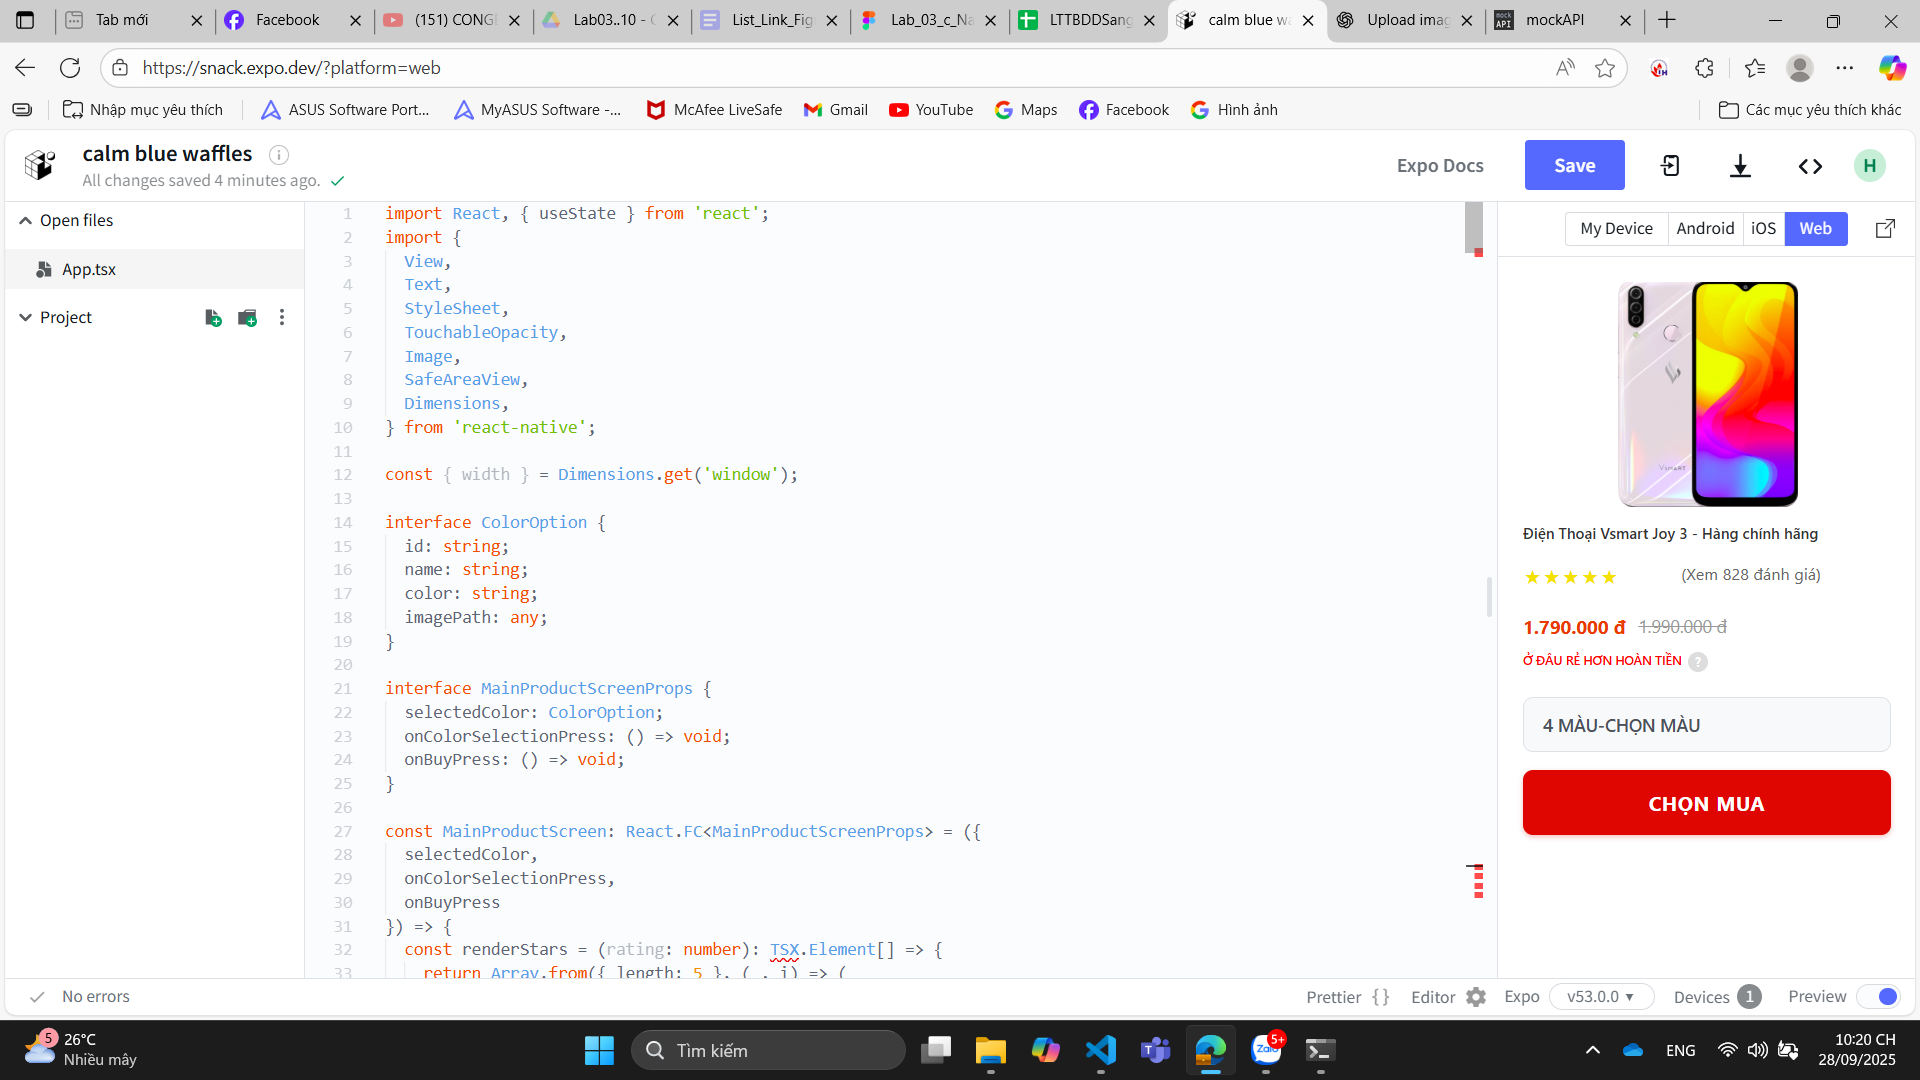 Tab mới
Facebook
(151) CONG
Lab03..10 - 
List_Link_Fig
Lab_03_c_Na
LTTBDDSang
calm blue wa
Upload imag
mockAPI
https://snack.expo.dev/?platform=web
Nhập mục yêu thích
ASUS Software Port...
MyASUS Software -...
McAfee LiveSafe
Gmail
YouTube
Maps
Facebook
Hình ảnh
Các mục yêu thích khác
calm blue waffles
All changes saved 4 minutes ago.
Expo Docs
Save
H
Open files
App.tsx
Project
1 import React, { useState } from 'react';
2 import {
3 View,
4 Text,
5 StyleSheet,
6 TouchableOpacity,
7 Image,
8 SafeAreaView,
9 Dimensions,
10 } from 'react-native';
11
12 const { width } = Dimensions.get('window');
13
14 interface ColorOption {
15 id: string;
16 name: string;
17 color: string;
18 imagePath: any;
19 }
20
21 interface MainProductScreenProps {
22 selectedColor: ColorOption;
23 onColorSelectionPress: () => void;
24 onBuyPress: () => void;
25 }
26
27 const MainProductScreen: React.FC<MainProductScreenProps> = ({
28 selectedColor,
29 onColorSelectionPress,
30 onBuyPress
31 }) => {
32 const renderStars = (rating: number): TSX.Element[] => {
33 return Array.from({ length: 5 }, (_, i) => (
My Device
Android
iOS
Web
VSMART
Điện Thoại Vsmart Joy 3 - Hàng chính hãng
★★★★★ (Xem 828 đánh giá)
1.790.000 đ 1.990.000 đ
Ở ĐÂU RẺ HƠN HOÀN TIỀN ?
4 MÀU-CHỌN MÀU
CHỌN MUA
No errors
Prettier {}
Editor
Expo
v53.0.0
Devices 1
Preview
5
26°C
Nhiều mây
Tìm kiếm
Zalo
5+
ENG
10:20 CH
28/09/2025